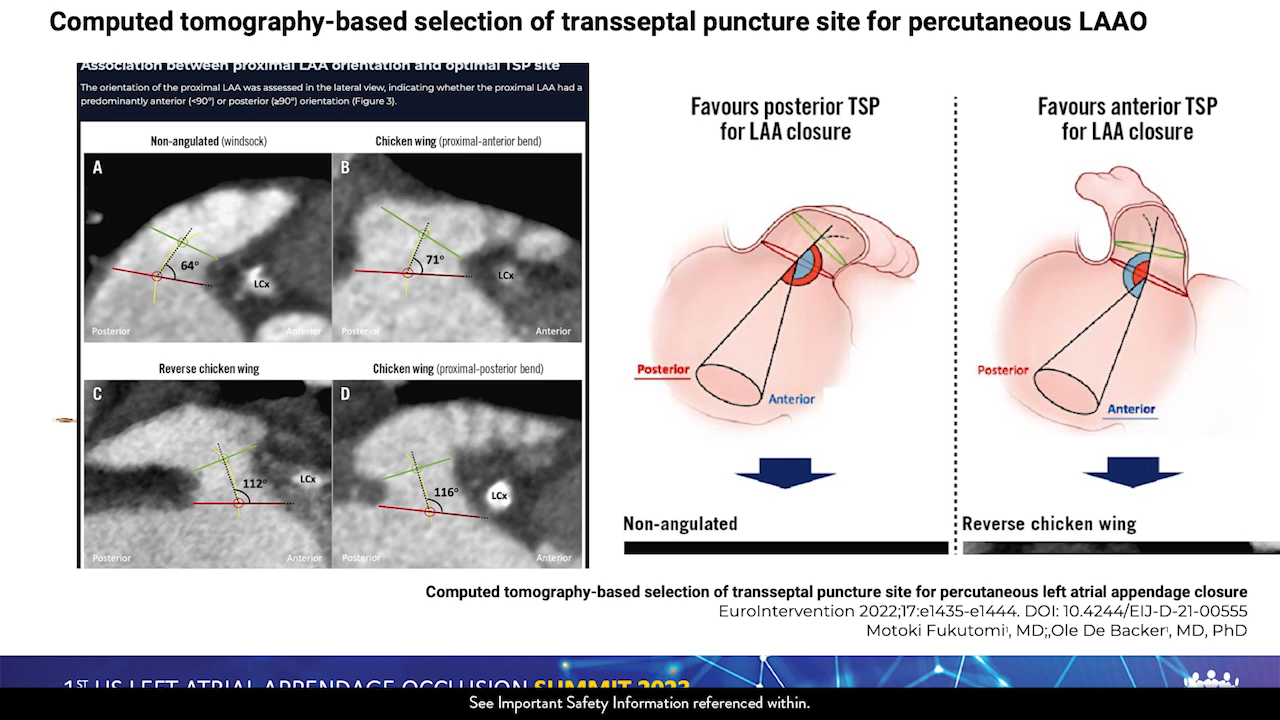 Computed tomography-based selection of transseptal puncture site for percutaneous LAAO
Association between proximal LAA orientation and optimal TSP site
The orientation of the proximal LAA was assessed in the lateral view, indicating whether the proximal LAA had a
predominantly anterior (<90°) or posterior (≥90°) orientation (Figure 3).
Non-angulated (windsock)
Chicken wing (proximal-anterior bend)
A
B
64°
71°
LCx
LCx
Posterior
Anterior
Posterior
Anterior
Reverse chicken wing
Chicken wing (proximal-posterior bend)
C
D
112°
116°
LCx
LCx
Posterior
Anterior
Posterior
Anterior
Favours posterior TSP
for LAA closure
Posterior
Anterior
Non-angulated
Favours anterior TSP
for LAA closure
Posterior
Anterior
Reverse chicken wing
Computed tomography-based selection of transseptal puncture site for percutaneous left atrial appendage closure
EuroIntervention 2022;17:e1435-e1444. DOI: 10.4244/EIJ-D-21-00555
Motoki Fukutomi¹, MD;,Ole De Backer¹, MD, PhD
1ST US LEFT ATRIAL APPENDAGE OCCLUSION SUMMIT 2023
See Important Safety Information referenced within.